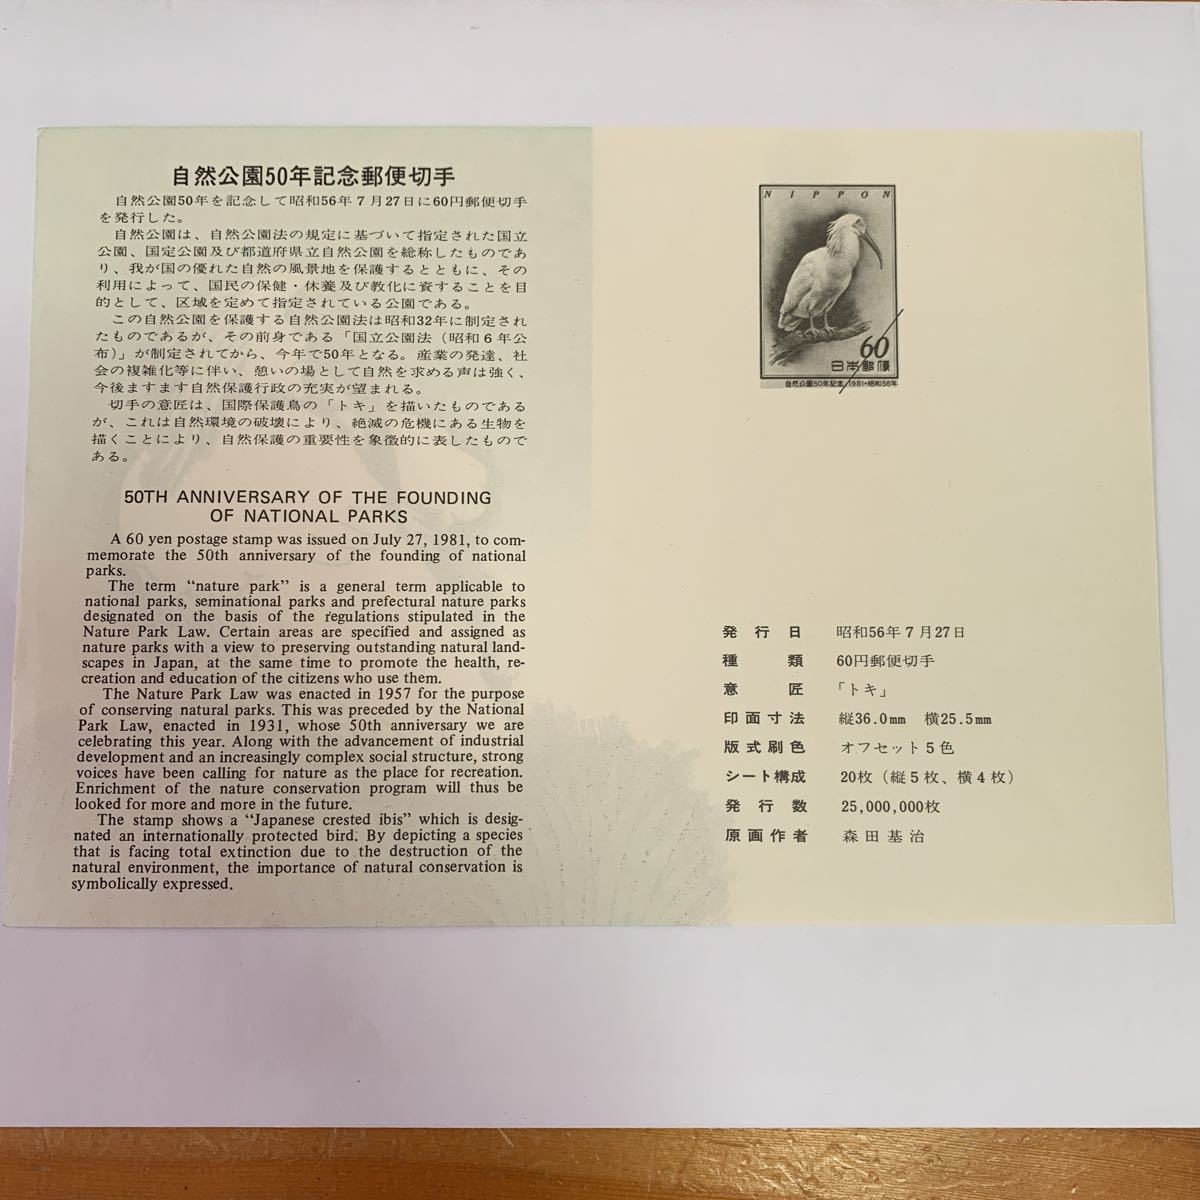 自然公園50年記念郵便切手
自然公園50年を記念して昭和56年7月27日に60円郵便切手
を発行した。
自然公園は、自然公園法の規定に基づいて指定された国立
公園、国定公園及び都道府県立自然公園を総称したものであ
り、我が国の優れた自然の風景地を保護するとともに、その
利用によって、国民の保健・休養及び教化に資することを目
的として、区域を定めて指定されている公園である。
この自然公園を保護する自然公園法は昭和32年に制定され
たものであるが、その前身である「国立公園法(昭和6年公
布)」が制定されてから、今年で50年となる。産業の発達、社
会の複雑化等に伴い、憩いの場として自然を求める声は強く、
今後ますます自然保護行政の充実が望まれる。
切手の意匠は、国際保護鳥の「トキ」を描いたものである
が、これは自然環境の破壊により、絶滅の危機にある生物を
描くことにより、自然保護の重要性を象徴的に表したもので
ある。
50TH ANNIVERSARY OF THE FOUNDING
OF NATIONAL PARKS
A 60 yen postage stamp was issued on July 27, 1981, to com-
memorate the 50th anniversary of the founding of national
parks.
The term “nature park” is a general term applicable to
national parks, seminational parks and prefectural nature parks
designated on the basis of the regulations stipulated in the
Nature Park Law. Certain areas are specified and assigned as
nature parks with a view to preserving outstanding natural land-
scapes in Japan, at the same time to promote the health, re-
creation and education of the citizens who use them.
The Nature Park Law was enacted in 1957 for the purpose
of conserving natural parks. This was preceded by the National
Park Law, enacted in 1931, whose 50th anniversary we are
celebrating this year. Along with the advancement of industrial
development and an increasingly complex social structure, strong
voices have been calling for nature as the place for recreation.
Enrichment of the nature conservation program will thus be
looked for more and more in the future.
The stamp shows a “Japanese crested ibis” which is desig-
nated an internationally protected bird. By depicting a species
that is facing total extinction due to the destruction of the
natural environment, the importance of natural conservation is
symbolically expressed.
NIPPON
60
日本郵便
自然公園50年記念 1981・昭和56年
発行日 昭和56年7月27日
種類 60円郵便切手
意匠 「トキ」
印面寸法 縦36.0mm 横25.5mm
版式刷色 オフセット5色
シート構成 20枚(縦5枚、横4枚)
発行数 25,000,000枚
原画作者 森田基治